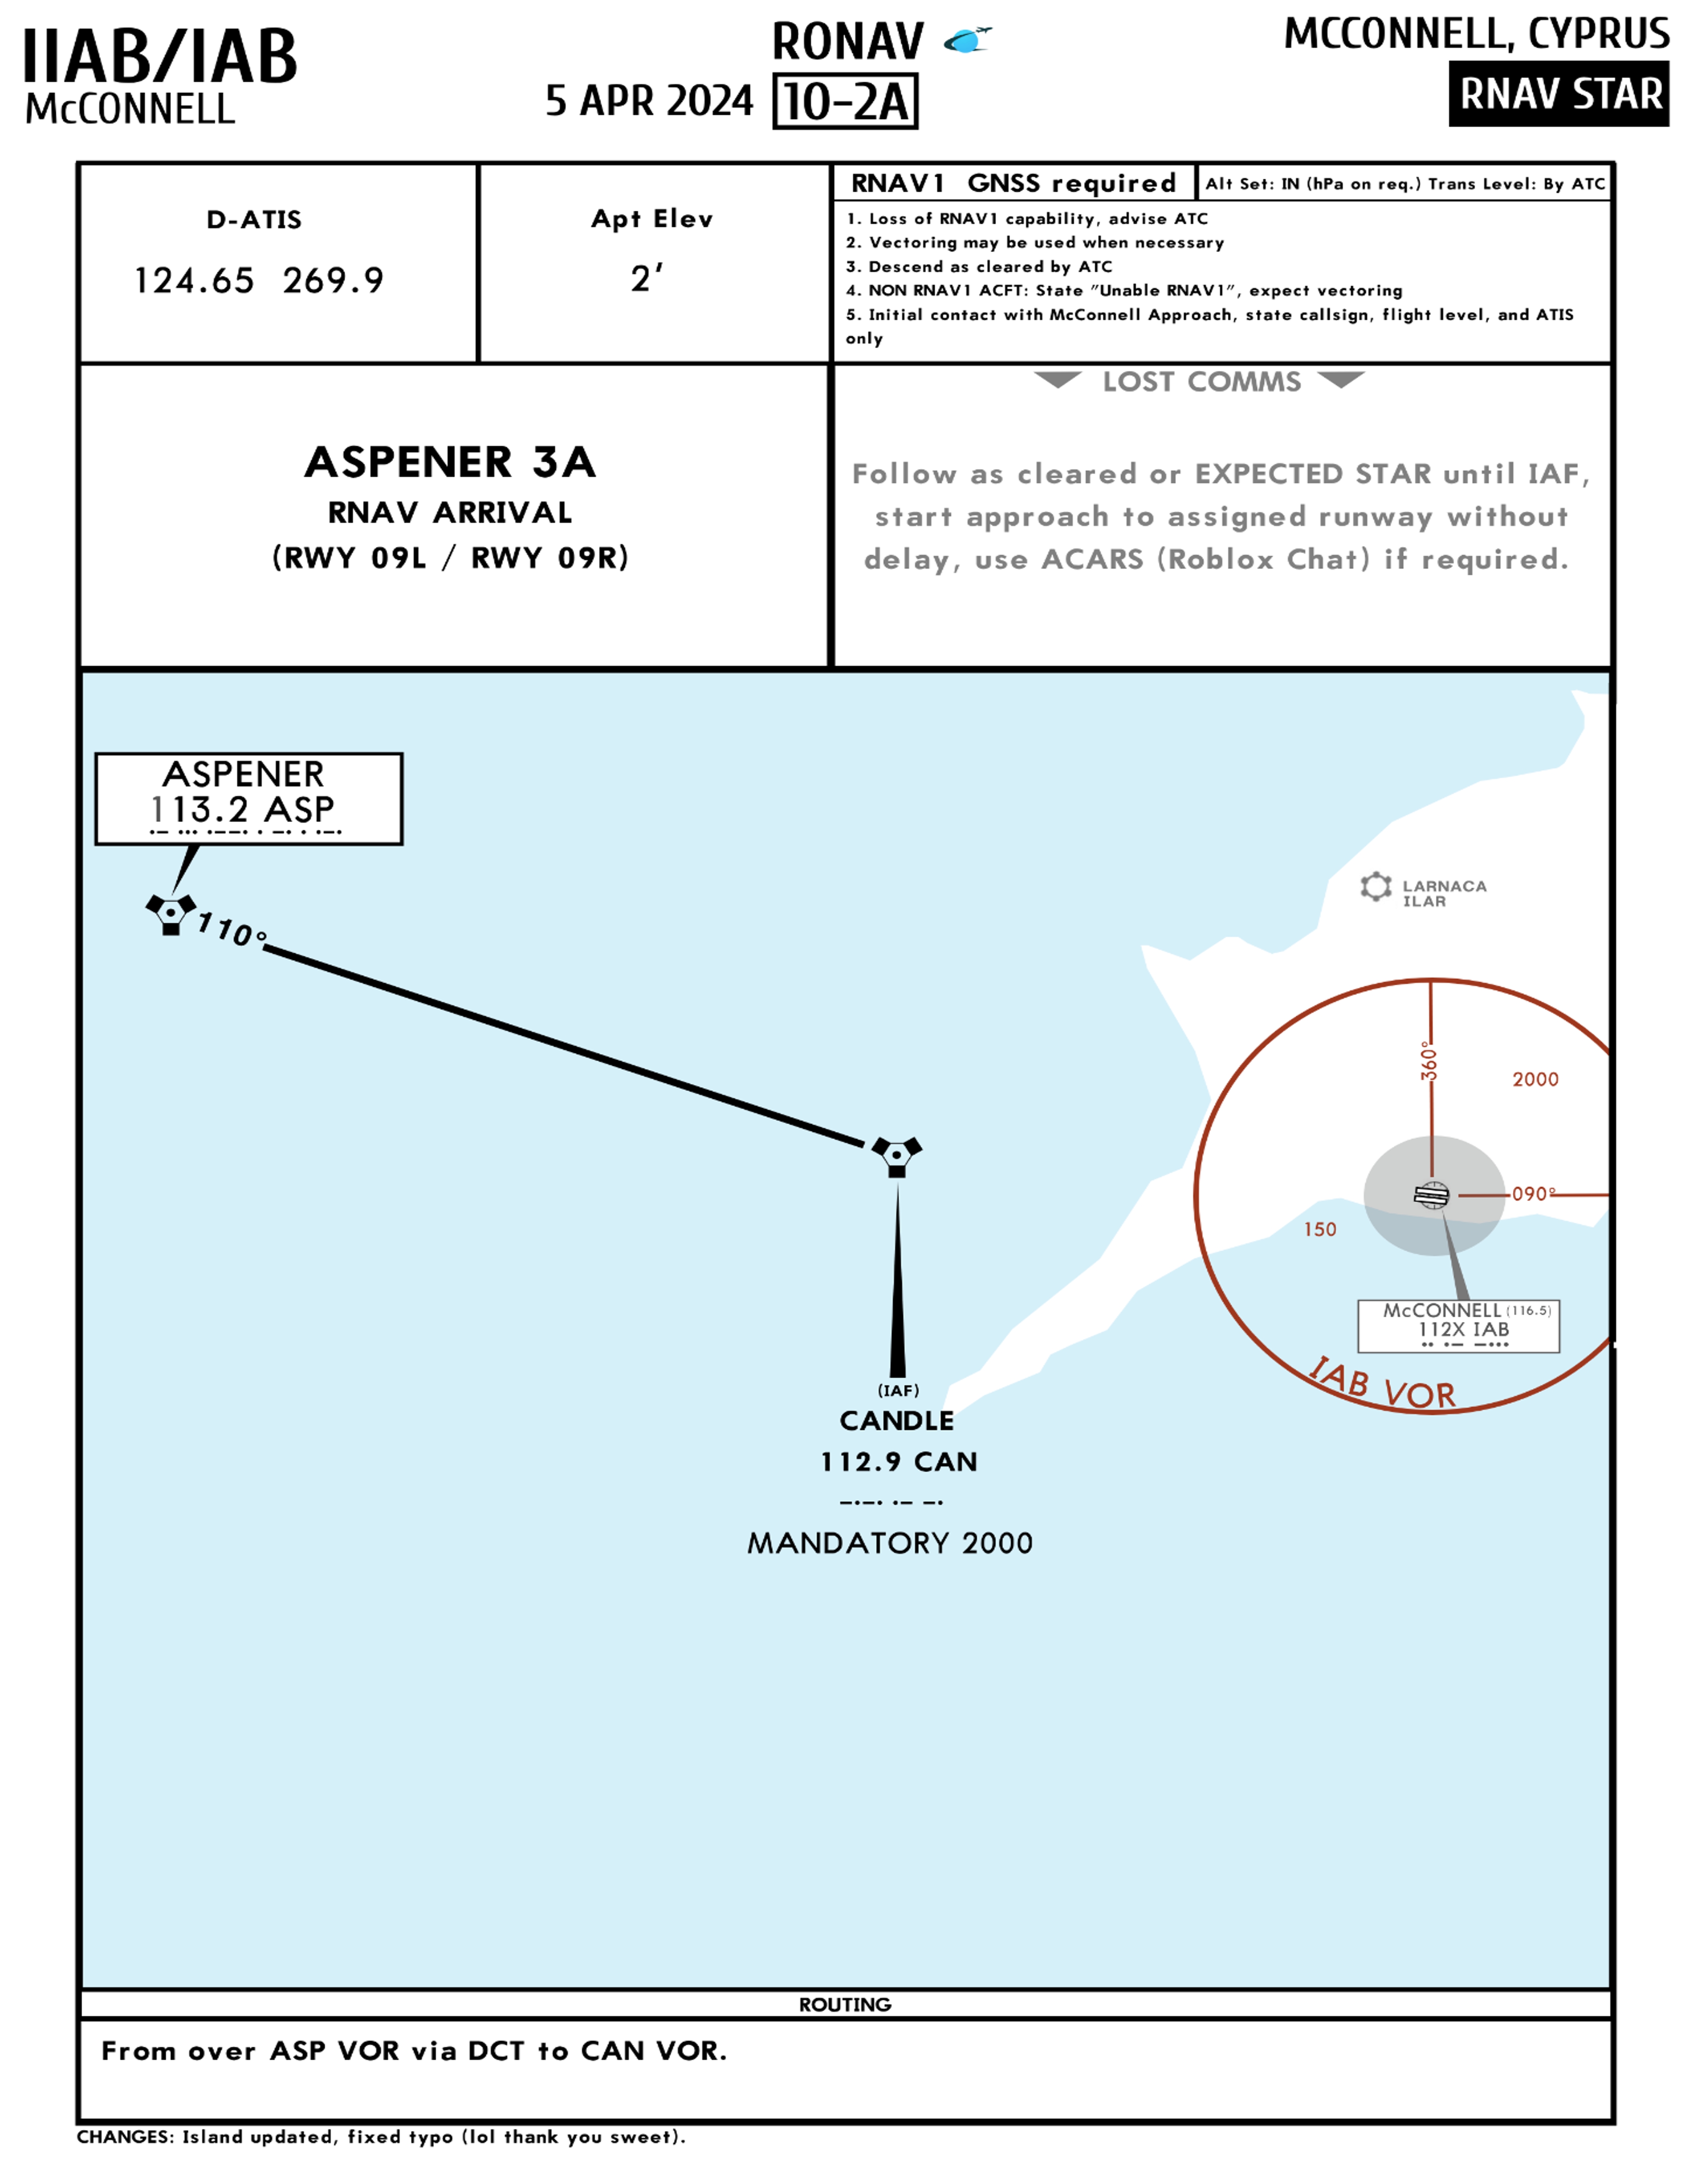 IIAB/IAB
McCONNELL
RONAV
5 APR 2024 10-2A
MCCONNELL, CYPRUS
RNAV STAR
D-ATIS
124.65 269.9
Apt Elev
2'
RNAV1 GNSS required
Alt Set: IN (hPa on req.) Trans Level: By ATC
1. Loss of RNAV1 capability, advise ATC
2. Vectoring may be used when necessary
3. Descend as cleared by ATC
4. NON RNAV1 ACFT: State "Unable RNAV1", expect vectoring
5. Initial contact with McConnell Approach, state callsign, flight level, and ATIS
only
ASPENER 3A
RNAV ARRIVAL
(RWY 09L / RWY 09R)
LOST COMMS
Follow as cleared or EXPECTED STAR until IAF,
start approach to assigned runway without
delay, use ACARS (Roblox Chat) if required.
ASPENER
113.2 ASP
110°
LARNACA
ILAR
360°
2000
090°
150
McCONNELL (116.5)
112X IAB
IAB VOR
(IAF)
CANDLE
112.9 CAN
MANDATORY 2000
ROUTING
From over ASP VOR via DCT to CAN VOR.
CHANGES: Island updated, fixed typo (lol thank you sweet).